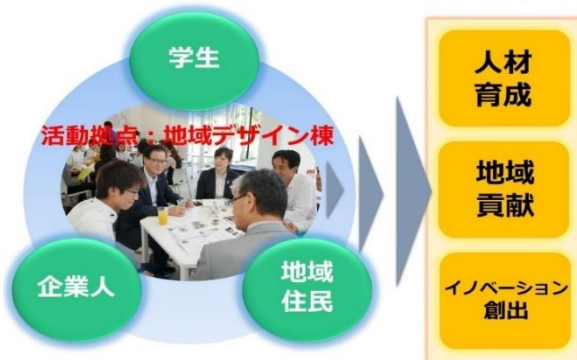 学生
活動拠点：地域デザイン棟
企業人
地域
住民
人材
育成
地域
貢献
イノベーション
創出